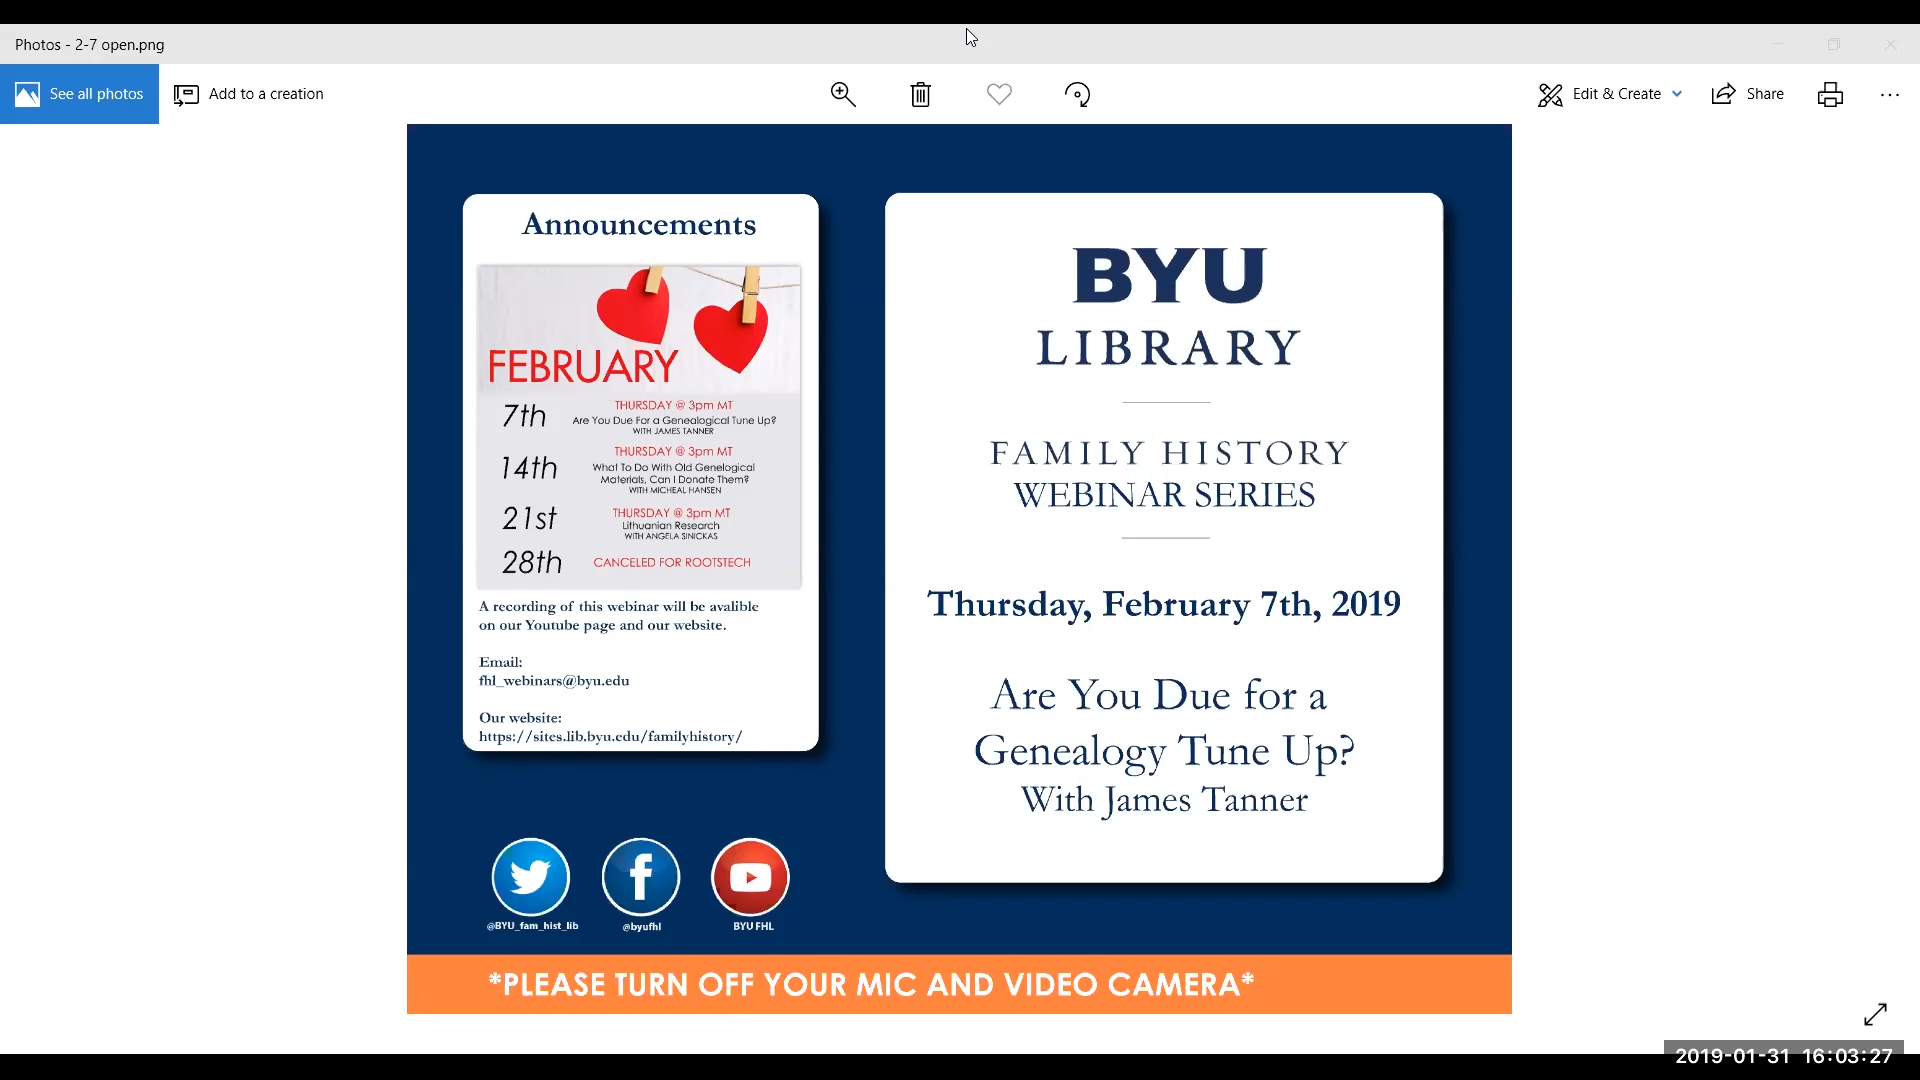 Photos - 2-7 open.png
See all photos
Add to a creation
Edit & Create
Share
Announcements
FEBRUARY
7th
THURSDAY @ 3pm MT
Are You Due For a Genealogical Tune Up?
WITH JAMES TANNER
14th
THURSDAY @ 3pm MT
What To Do With Old Genelogical
Materials, Can I Donate Them?
WITH MICHEAL HANSEN
21st
THURSDAY @ 3pm MT
Lithuanian Research
WITH ANGELA SINICKAS
28th
CANCELED FOR ROOTSTECH
A recording of this webinar will be avalible
on our Youtube page and our website.
Email:
fhl_webinars@byu.edu
Our website:
https://sites.lib.byu.edu/familyhistory/
@BYU_fam_hist_lib
@byufhl
BYU FHL
BYU
LIBRARY
FAMILY HISTORY
WEBINAR SERIES
Thursday, February 7th, 2019
Are You Due for a
Genealogy Tune Up?
With James Tanner
*PLEASE TURN OFF YOUR MIC AND VIDEO CAMERA*
2019-01-31 16:03:27